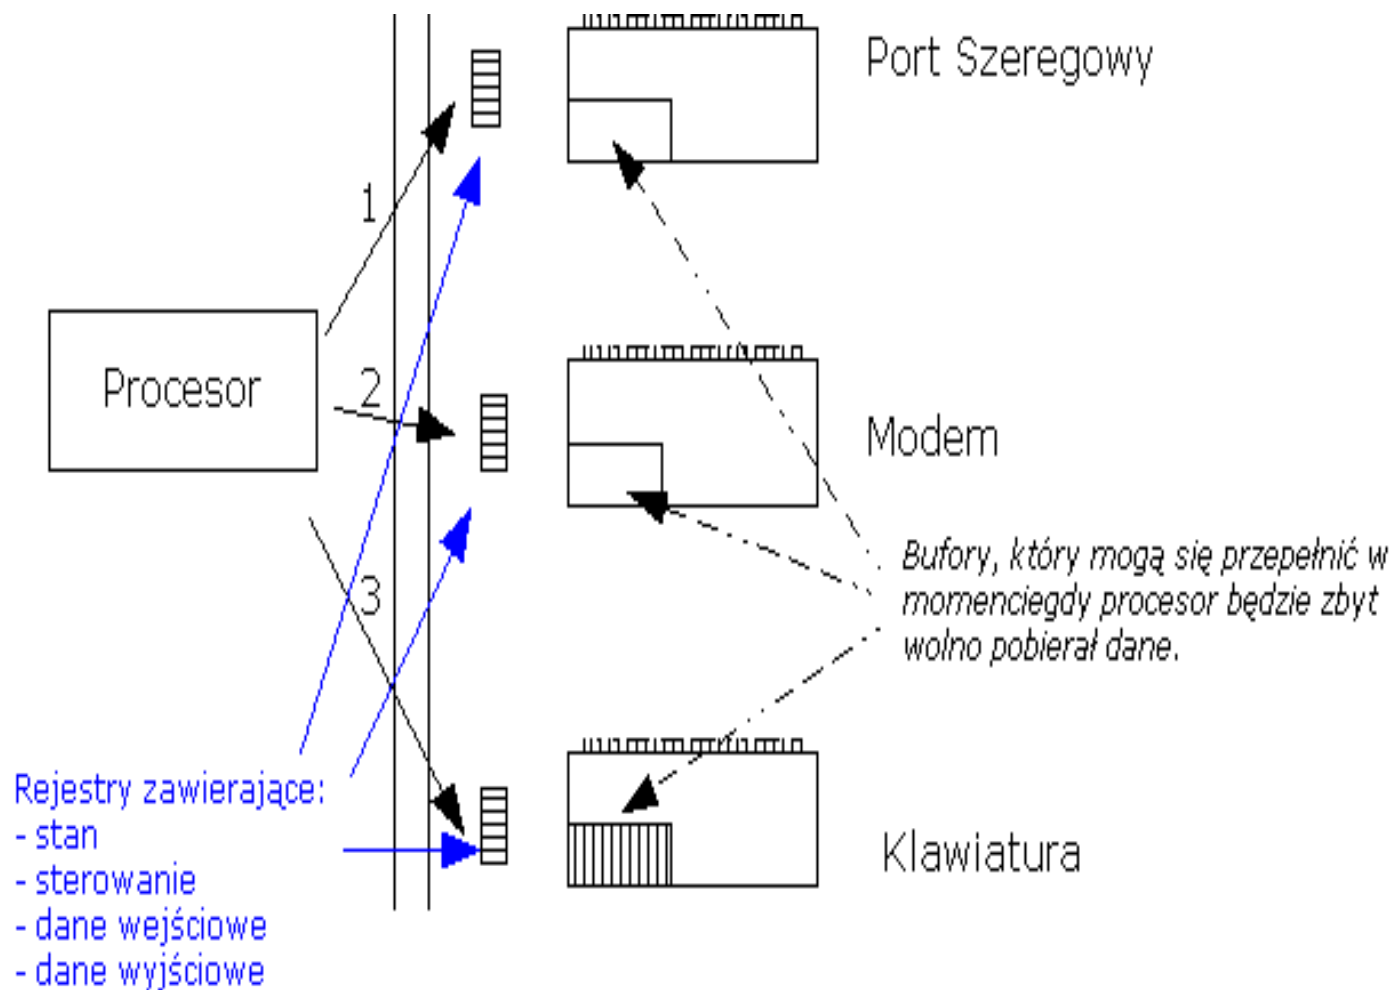 Port Szeregowy
1
Procesor
2
Modem
Bufory, który mogą się przepełnić w
momenciegdy procesor będzie zbyt
wolno pobierał dane.
3
Rejestry zawierające:
- stan
- sterowanie
- dane wejściowe
- dane wyjściowe
Klawiatura